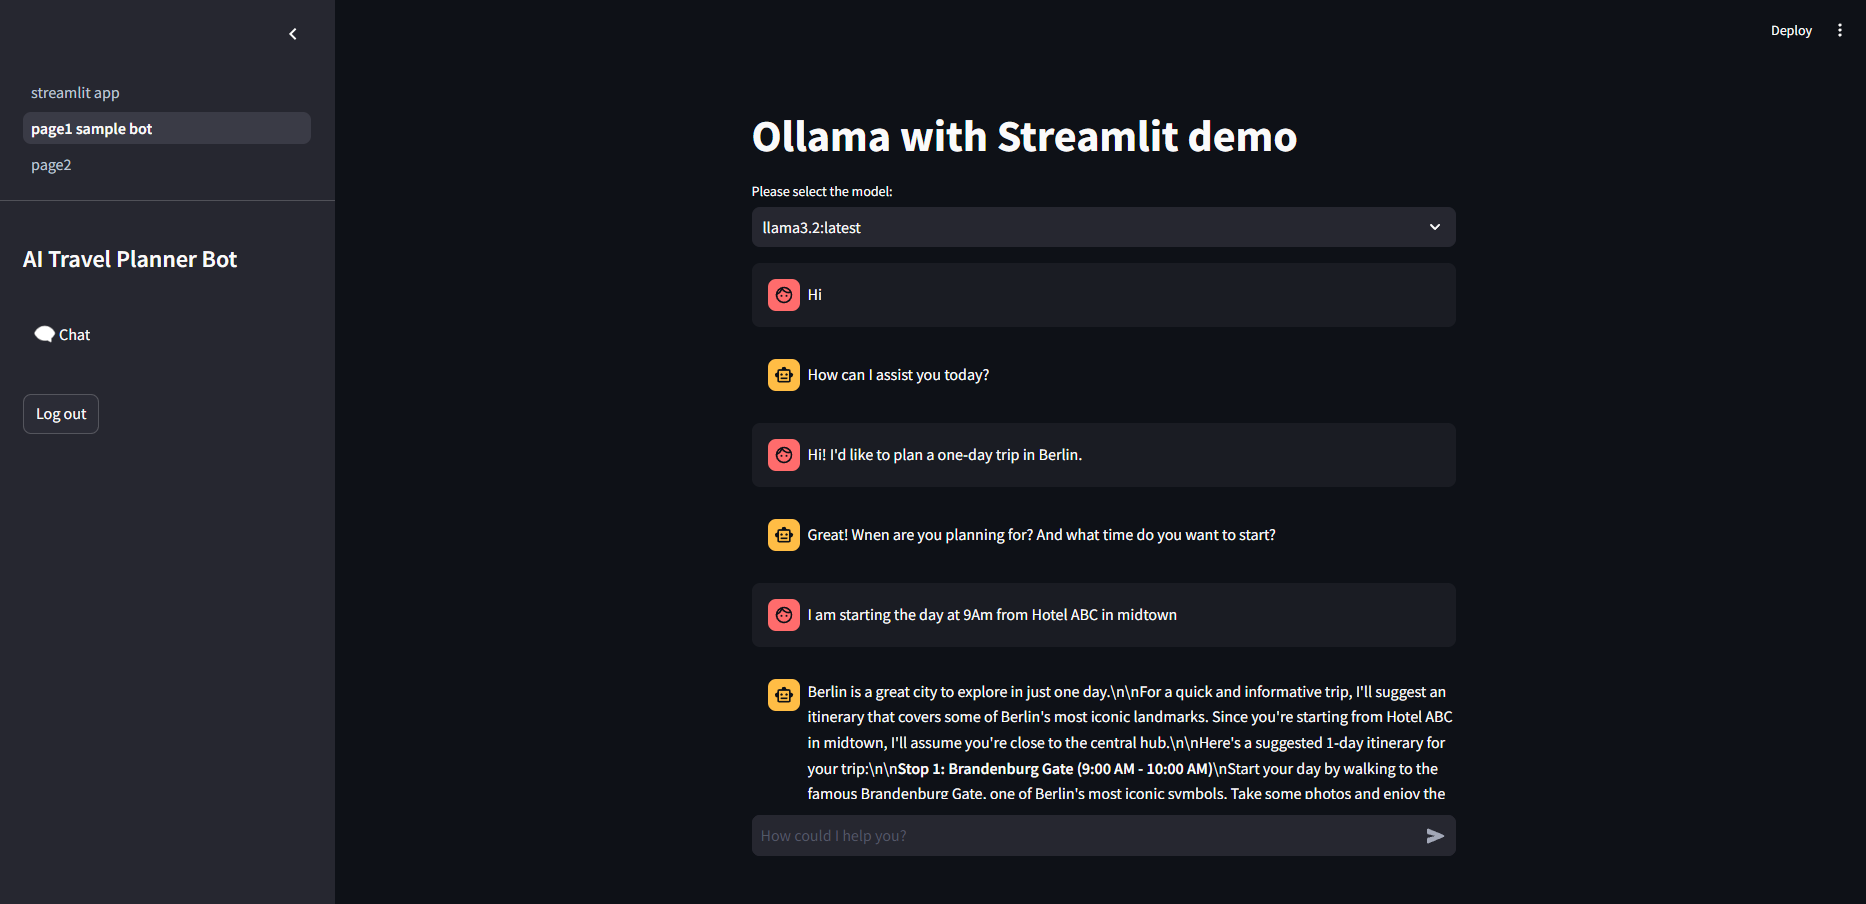 streamlit app
page1 sample bot
page2
AI Travel Planner Bot
Chat
Log out
Deploy
Ollama with Streamlit demo
Please select the model:
llama3.2:latest
Hi
How can I assist you today?
Hi! I'd like to plan a one-day trip in Berlin.
Great! Wnen are you planning for? And what time do you want to start?
I am starting the day at 9Am from Hotel ABC in midtown
Berlin is a great city to explore in just one day.\n\nFor a quick and informative trip, I'll suggest an
itinerary that covers some of Berlin's most iconic landmarks. Since you're starting from Hotel ABC
in midtown, I'll assume you're close to the central hub.\n\nHere's a suggested 1-day itinerary for
your trip:\n\nStop 1: Brandenburg Gate (9:00 AM - 10:00 AM)\nStart your day by walking to the
famous Brandenburg Gate, one of Berlin's most iconic symbols. Take some photos and enjoy the
How could I help you?